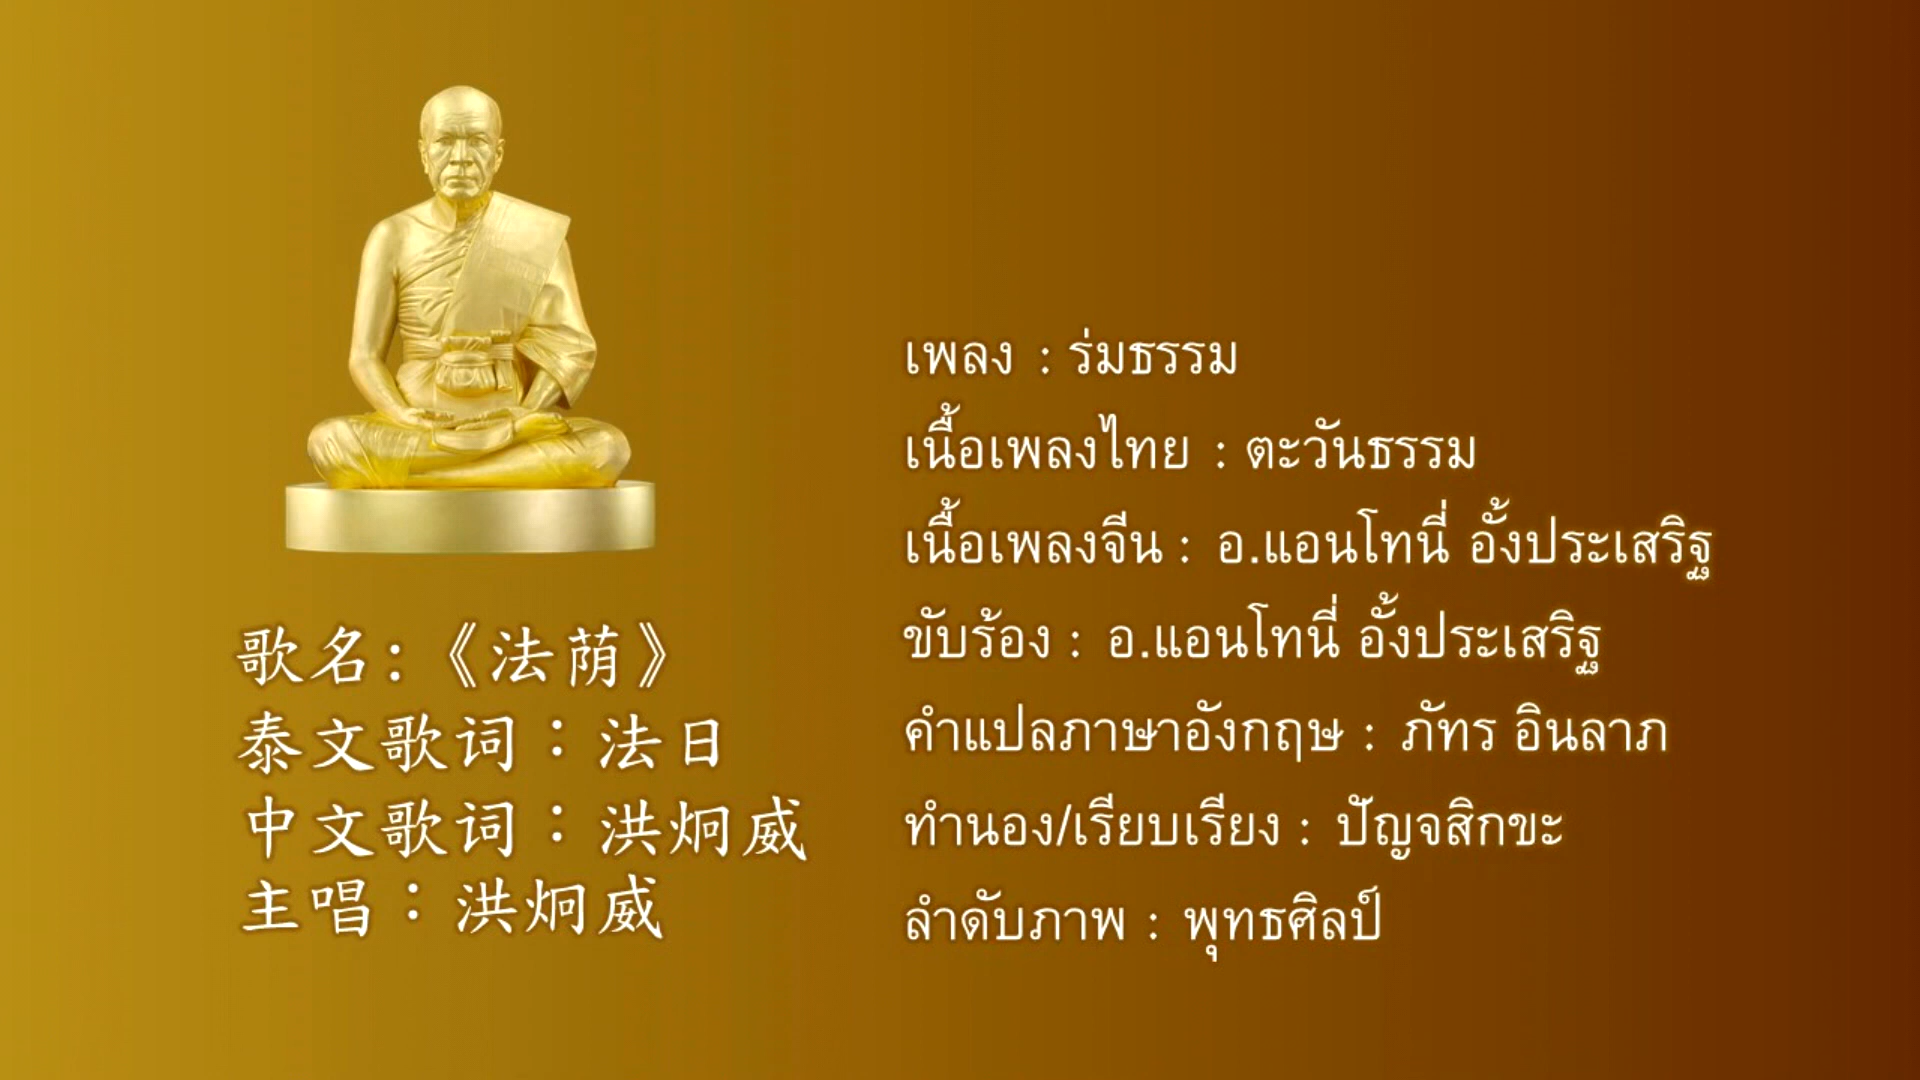 歌名:《法荫》
泰文歌词：法日
中文歌词：洪炯威
主唱：洪炯威
เพลง : ร่มธรรม
เนื้อเพลงไทย : ตะวันธรรม
เนื้อเพลงจีน : อ.แอนโทนี่ อั้งประเสริฐ
ขับร้อง : อ.แอนโทนี่ อั้งประเสริฐ
คำแปลภาษาอังกฤษ : ภัทร อินลาภ
ทำนอง/เรียบเรียง : ปัญจสิกขะ
ลำดับภาพ : พุทธศิลป์